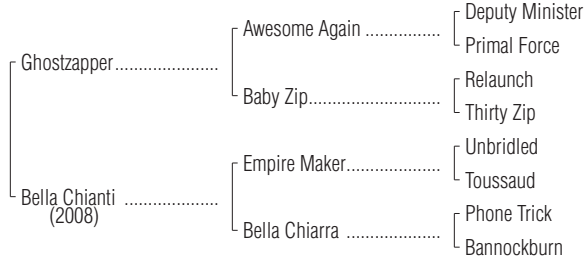 Deputy Minister
Awesome Again ..................
Primal Force
Ghostzapper......................
Relaunch
Baby Zip............................
Thirty Zip
Unbridled
Empire Maker....................
Toussaud
Bella Chianti ....................
(2008)
Phone Trick
Bella Chiarra ....................
Bannockburn